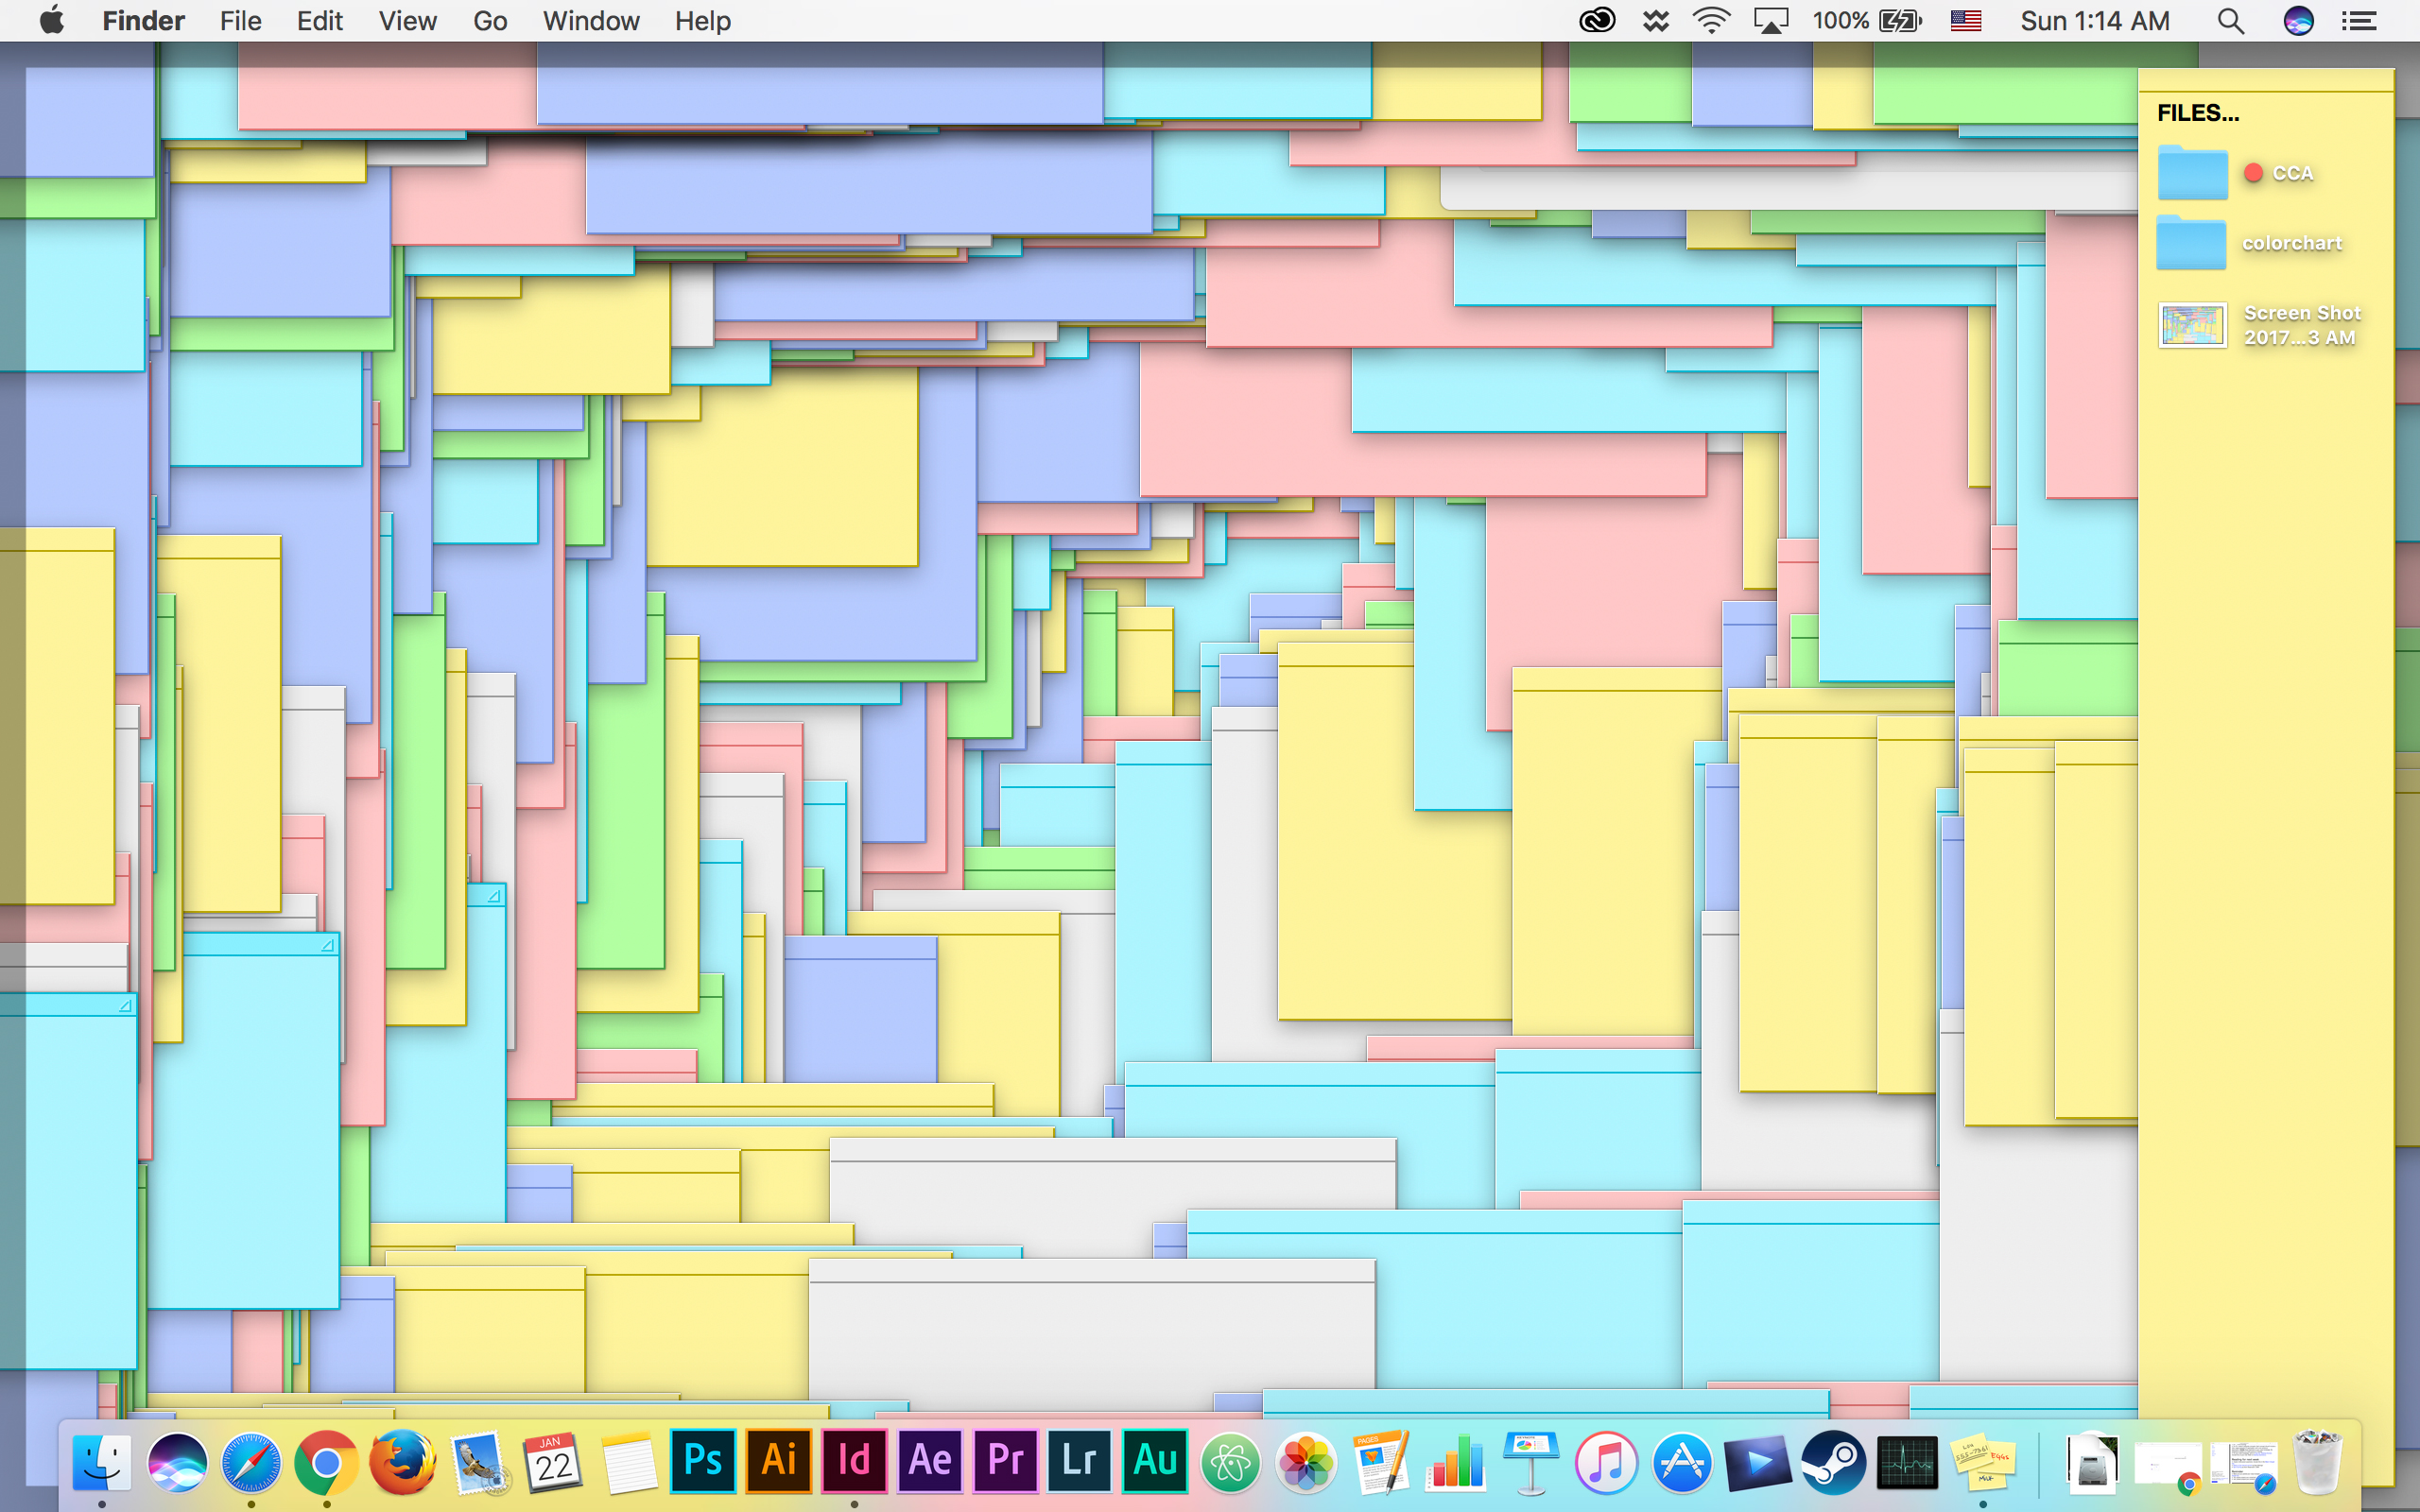 Finder File Edit View Go Window Help 100% Sun 1:14 AM
FILES...
CCA
colorchart
Screen Shot
2017...3 AM
JAN
22
Ps Ai Id Ae Pr Lr Au
PAGES